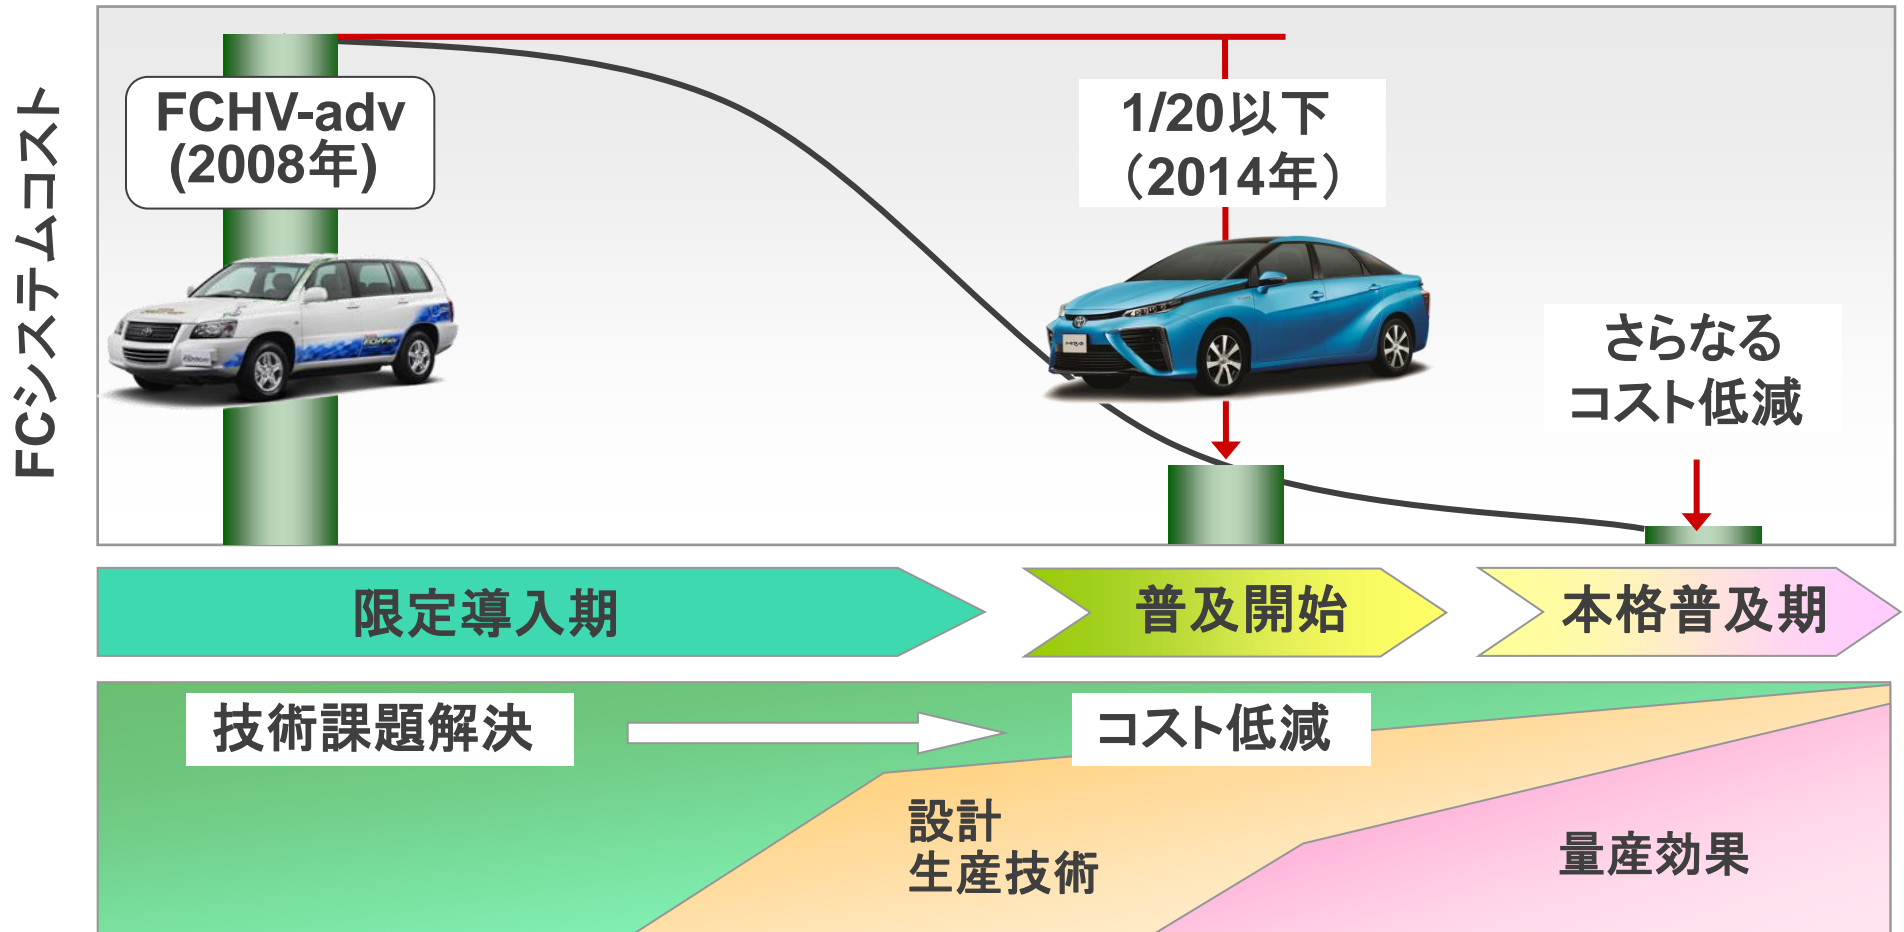 FCシステムコスト
FCHV-adv
(2008年)
1/20以下
（2014年）
さらなる
コスト低減
限定導入期
普及開始
本格普及期
技術課題解決
コスト低減
設計
生産技術
量産効果